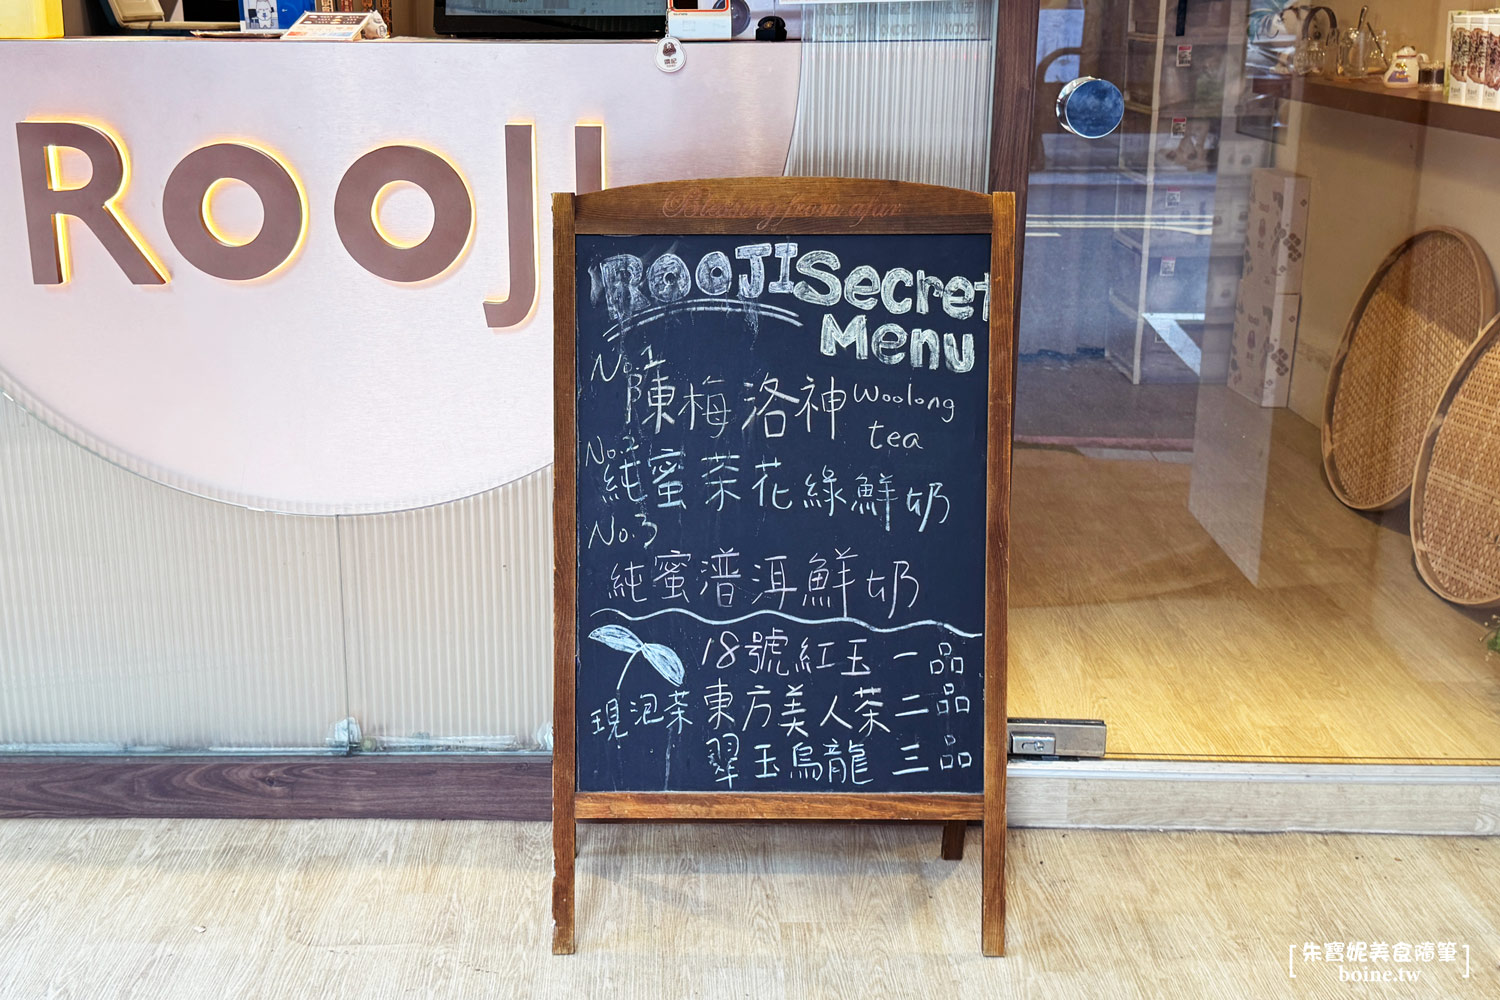 ROOJI
Blessing from afar
ROOJI Secret
Menu
No.1
陳梅洛神 Woolong
tea
No.2
純蜜茉花綠鮮奶
No.3
純蜜普洱鮮奶
18號紅玉 一品
現泡茶 東方美人茶 二品
翠玉烏龍 三品
朱寶妮美食隨筆
boine.tw